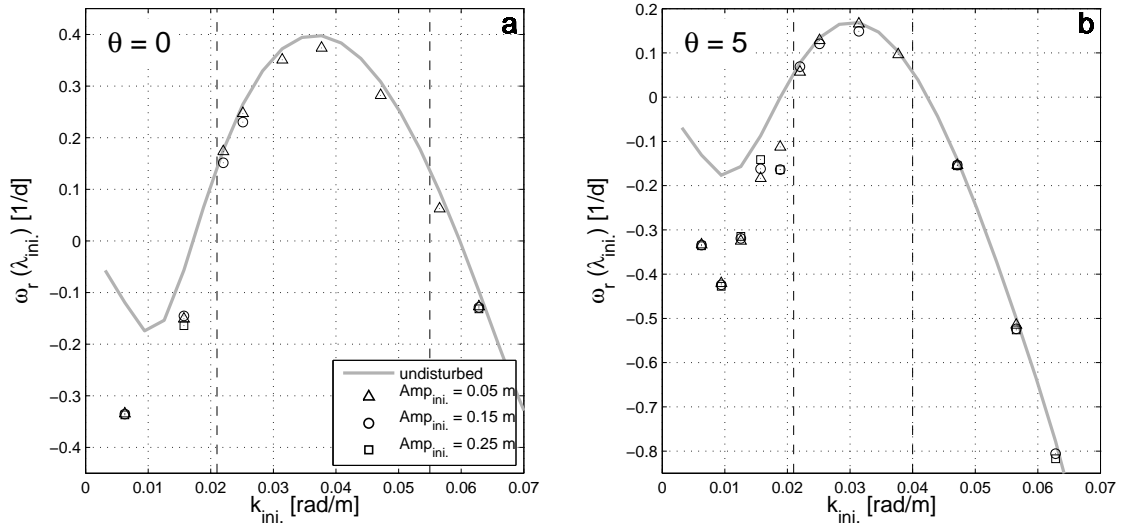 a
θ = 0
0.4
0.3
0.2
0.1
0
−0.1
−0.2
−0.3
−0.4
ω_r (λ_ini.) [1/d]
undisturbed
Amp_ini. = 0.05 m
Amp_ini. = 0.15 m
Amp_ini. = 0.25 m
0 0.01 0.02 0.03 0.04 0.05 0.06 0.07
k_ini. [rad/m]
b
θ = 5
0.2
0.1
0
−0.1
−0.2
−0.3
−0.4
−0.5
−0.6
−0.7
−0.8
ω_r (λ_ini.) [1/d]
0 0.01 0.02 0.03 0.04 0.05 0.06 0.07
k_ini. [rad/m]